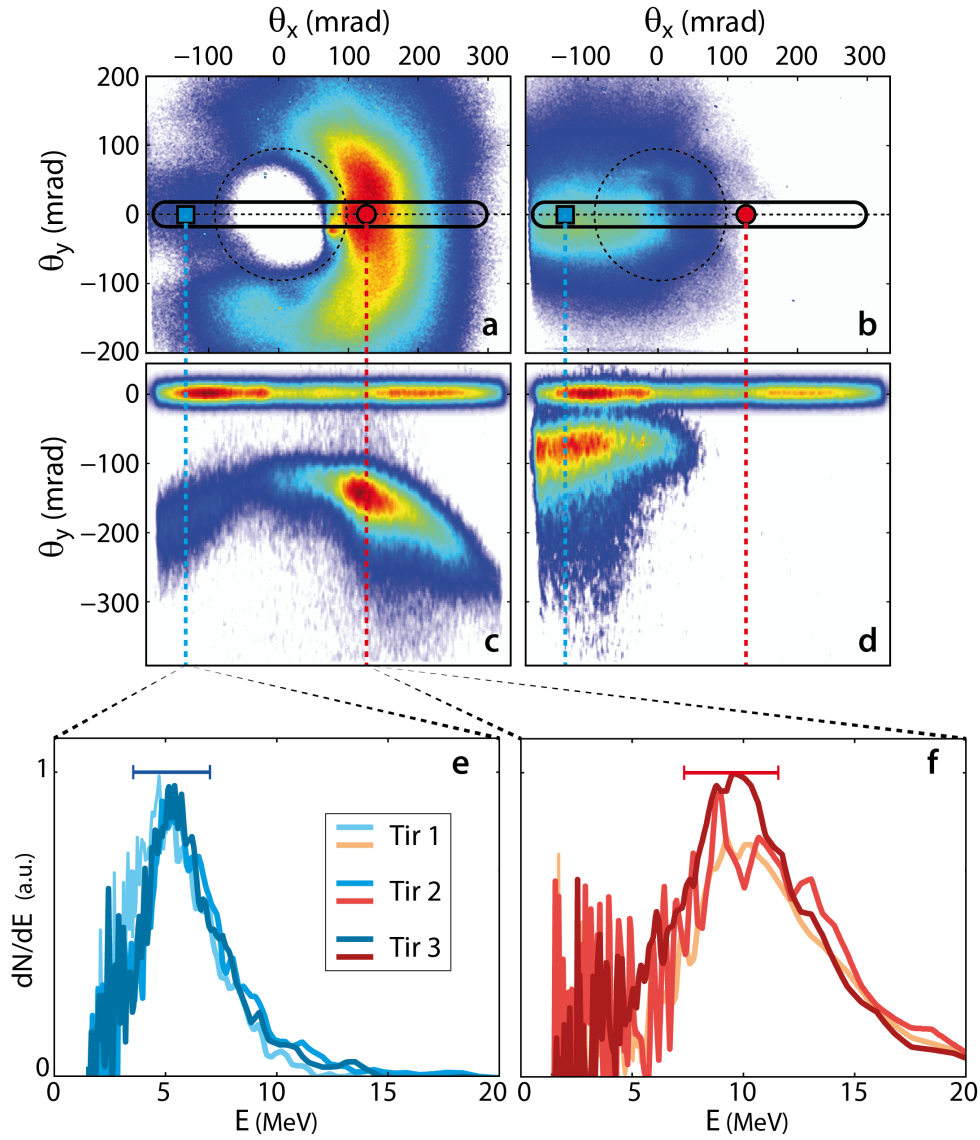 θx (mrad) θx (mrad)
−100 0 100 200 300 −100 0 100 200 300
200
100
0
−100
−200
θy (mrad)
a b
0
−100
−200
−300
θy (mrad)
c d
e f
1
0
dN/dE (a.u.)
Tir 1
Tir 2
Tir 3
0 5 10 15 20 0 5 10 15 20
E (MeV) E (MeV)